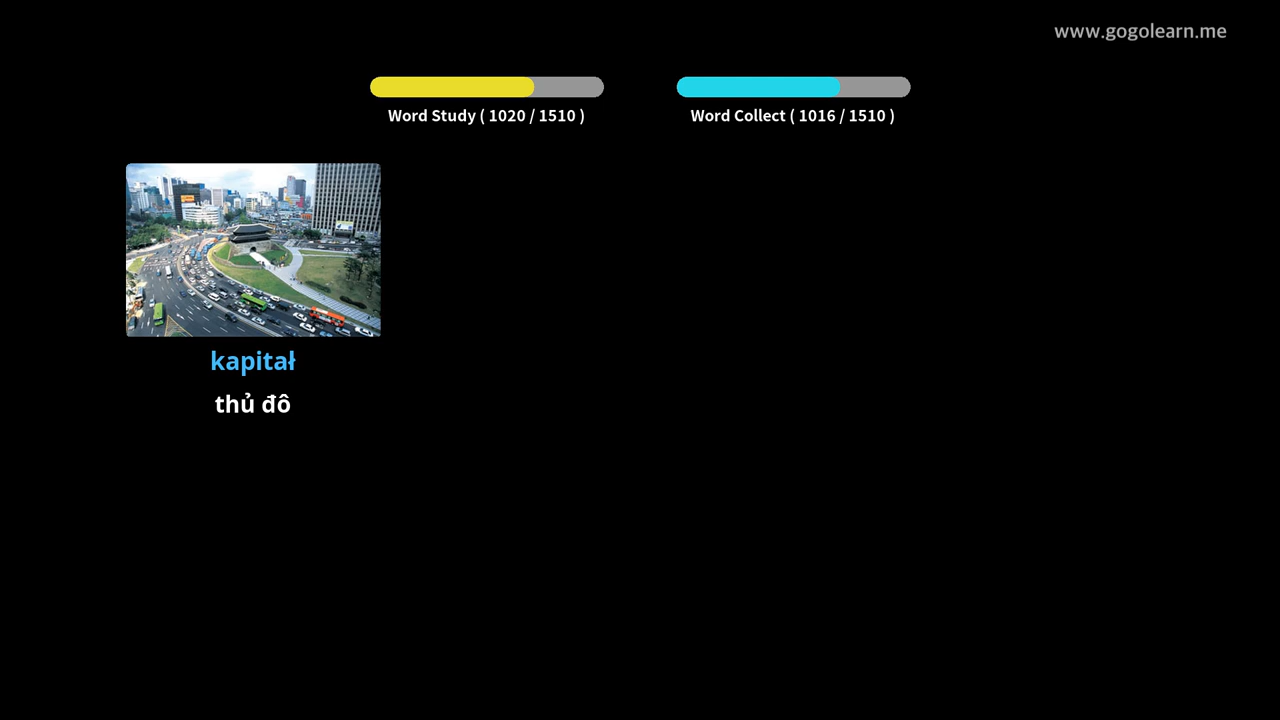 www.gogolearn.me
Word Study ( 1020 / 1510 )
Word Collect ( 1016 / 1510 )
kapitał
thủ đô